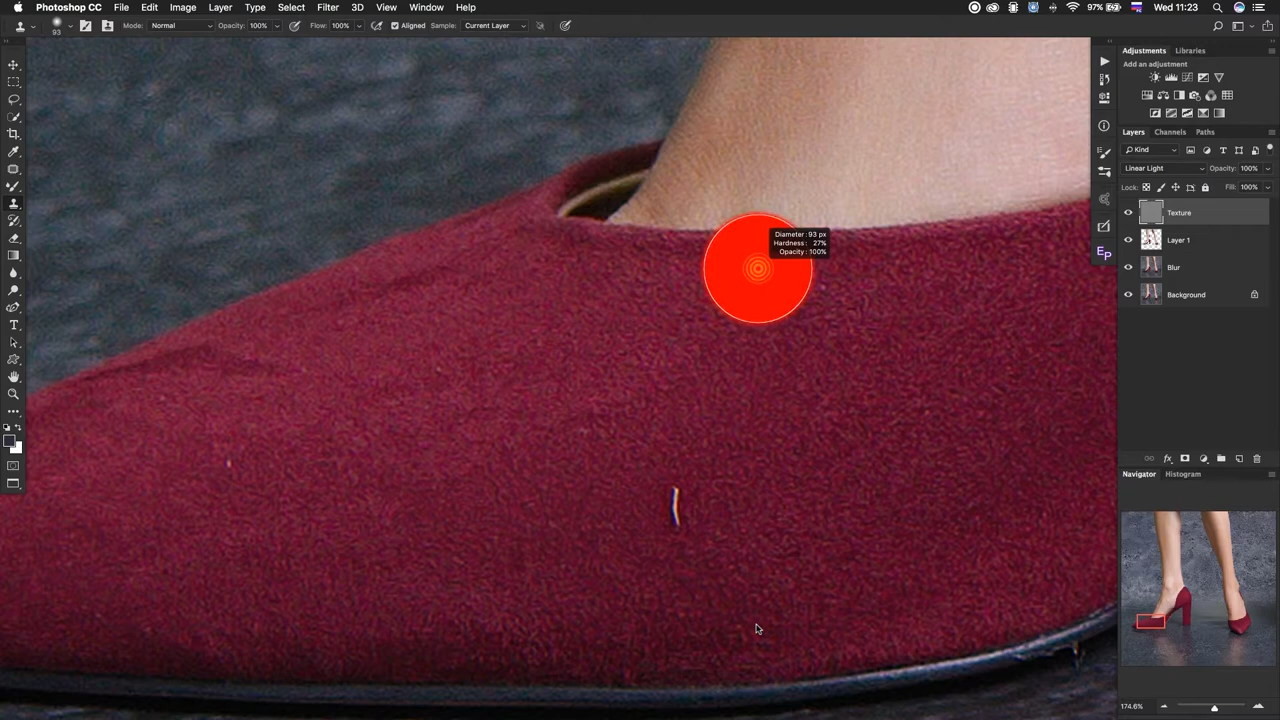 Photoshop CC File Edit Image Layer Type Select Filter 3D View Window Help 97% Wed 11:23
93 Mode: Normal Opacity: 100% Flow: 100% Aligned Sample: Current Layer
Adjustments Libraries
Add an adjustment
Layers Channels Paths
Kind
Linear Light Opacity: 100%
Lock: Fill: 100%
Texture
Layer 1
Blur
Background
Diameter: 93 px
Hardness: 27%
Opacity: 100%
Ep
Navigator Histogram
174.6%